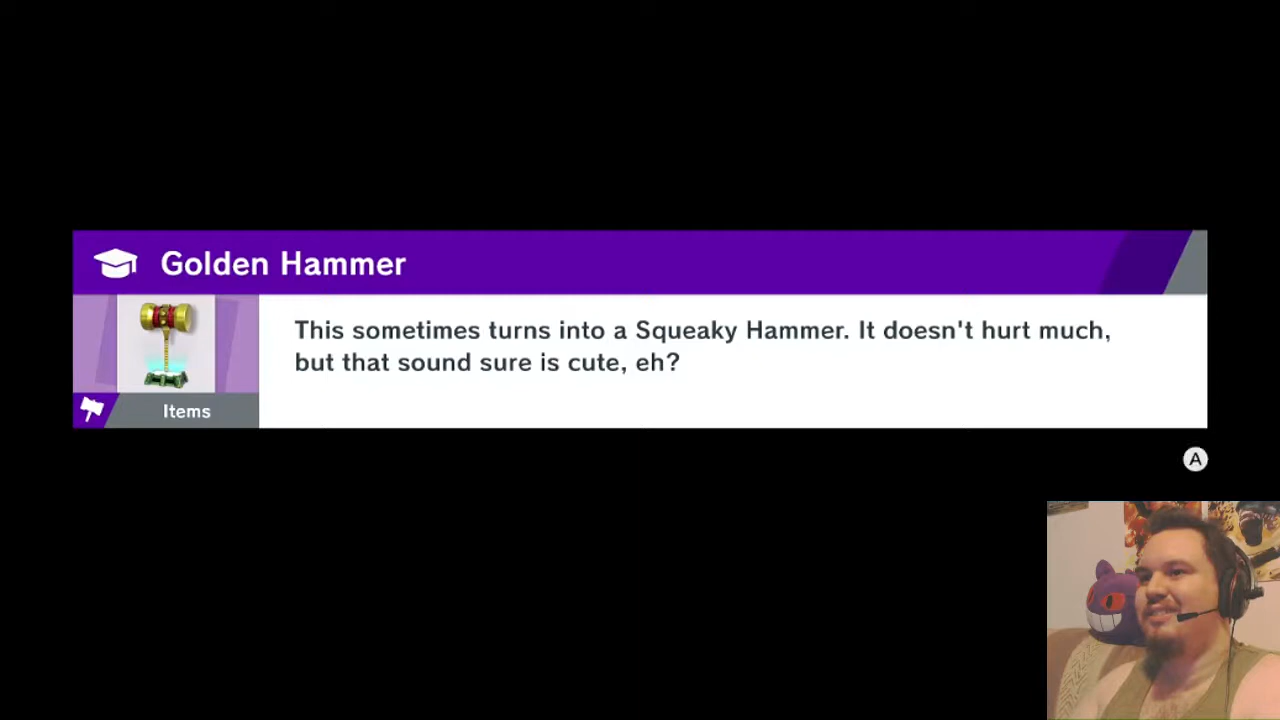 Golden Hammer
This sometimes turns into a Squeaky Hammer. It doesn't hurt much,
but that sound sure is cute, eh?
Items
A